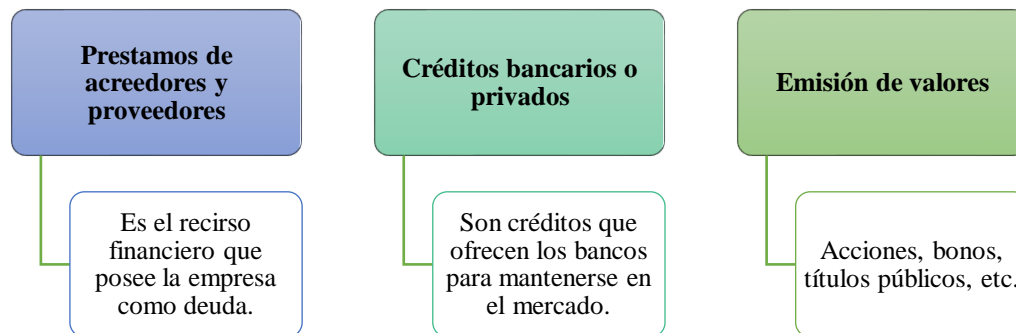 Prestamos de
acreedores y
proveedores
Es el recirso
financiero que
posee la empresa
como deuda.
Créditos bancarios o
privados
Son créditos que
ofrecen los bancos
para mantenerse en
el mercado.
Emisión de valores
Acciones, bonos,
títulos públicos, etc.